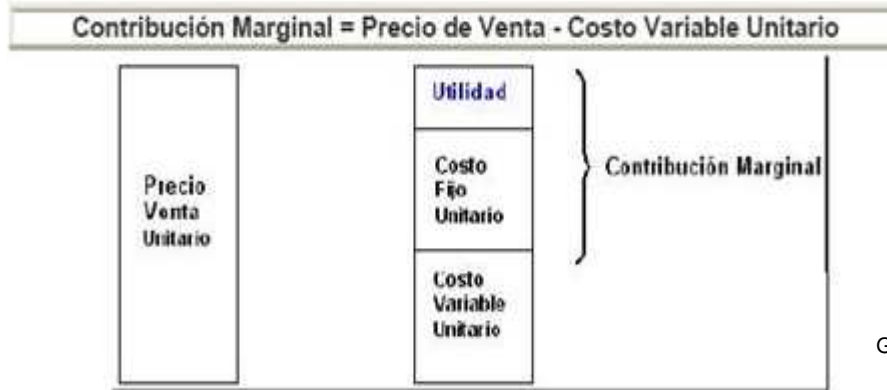 Contribución Marginal = Precio de Venta - Costo Variable Unitario
Precio
Venta
Unitario
Utilidad
Costo
Fijo
Unitario
Costo
Variable
Unitario
Contribución Marginal
G